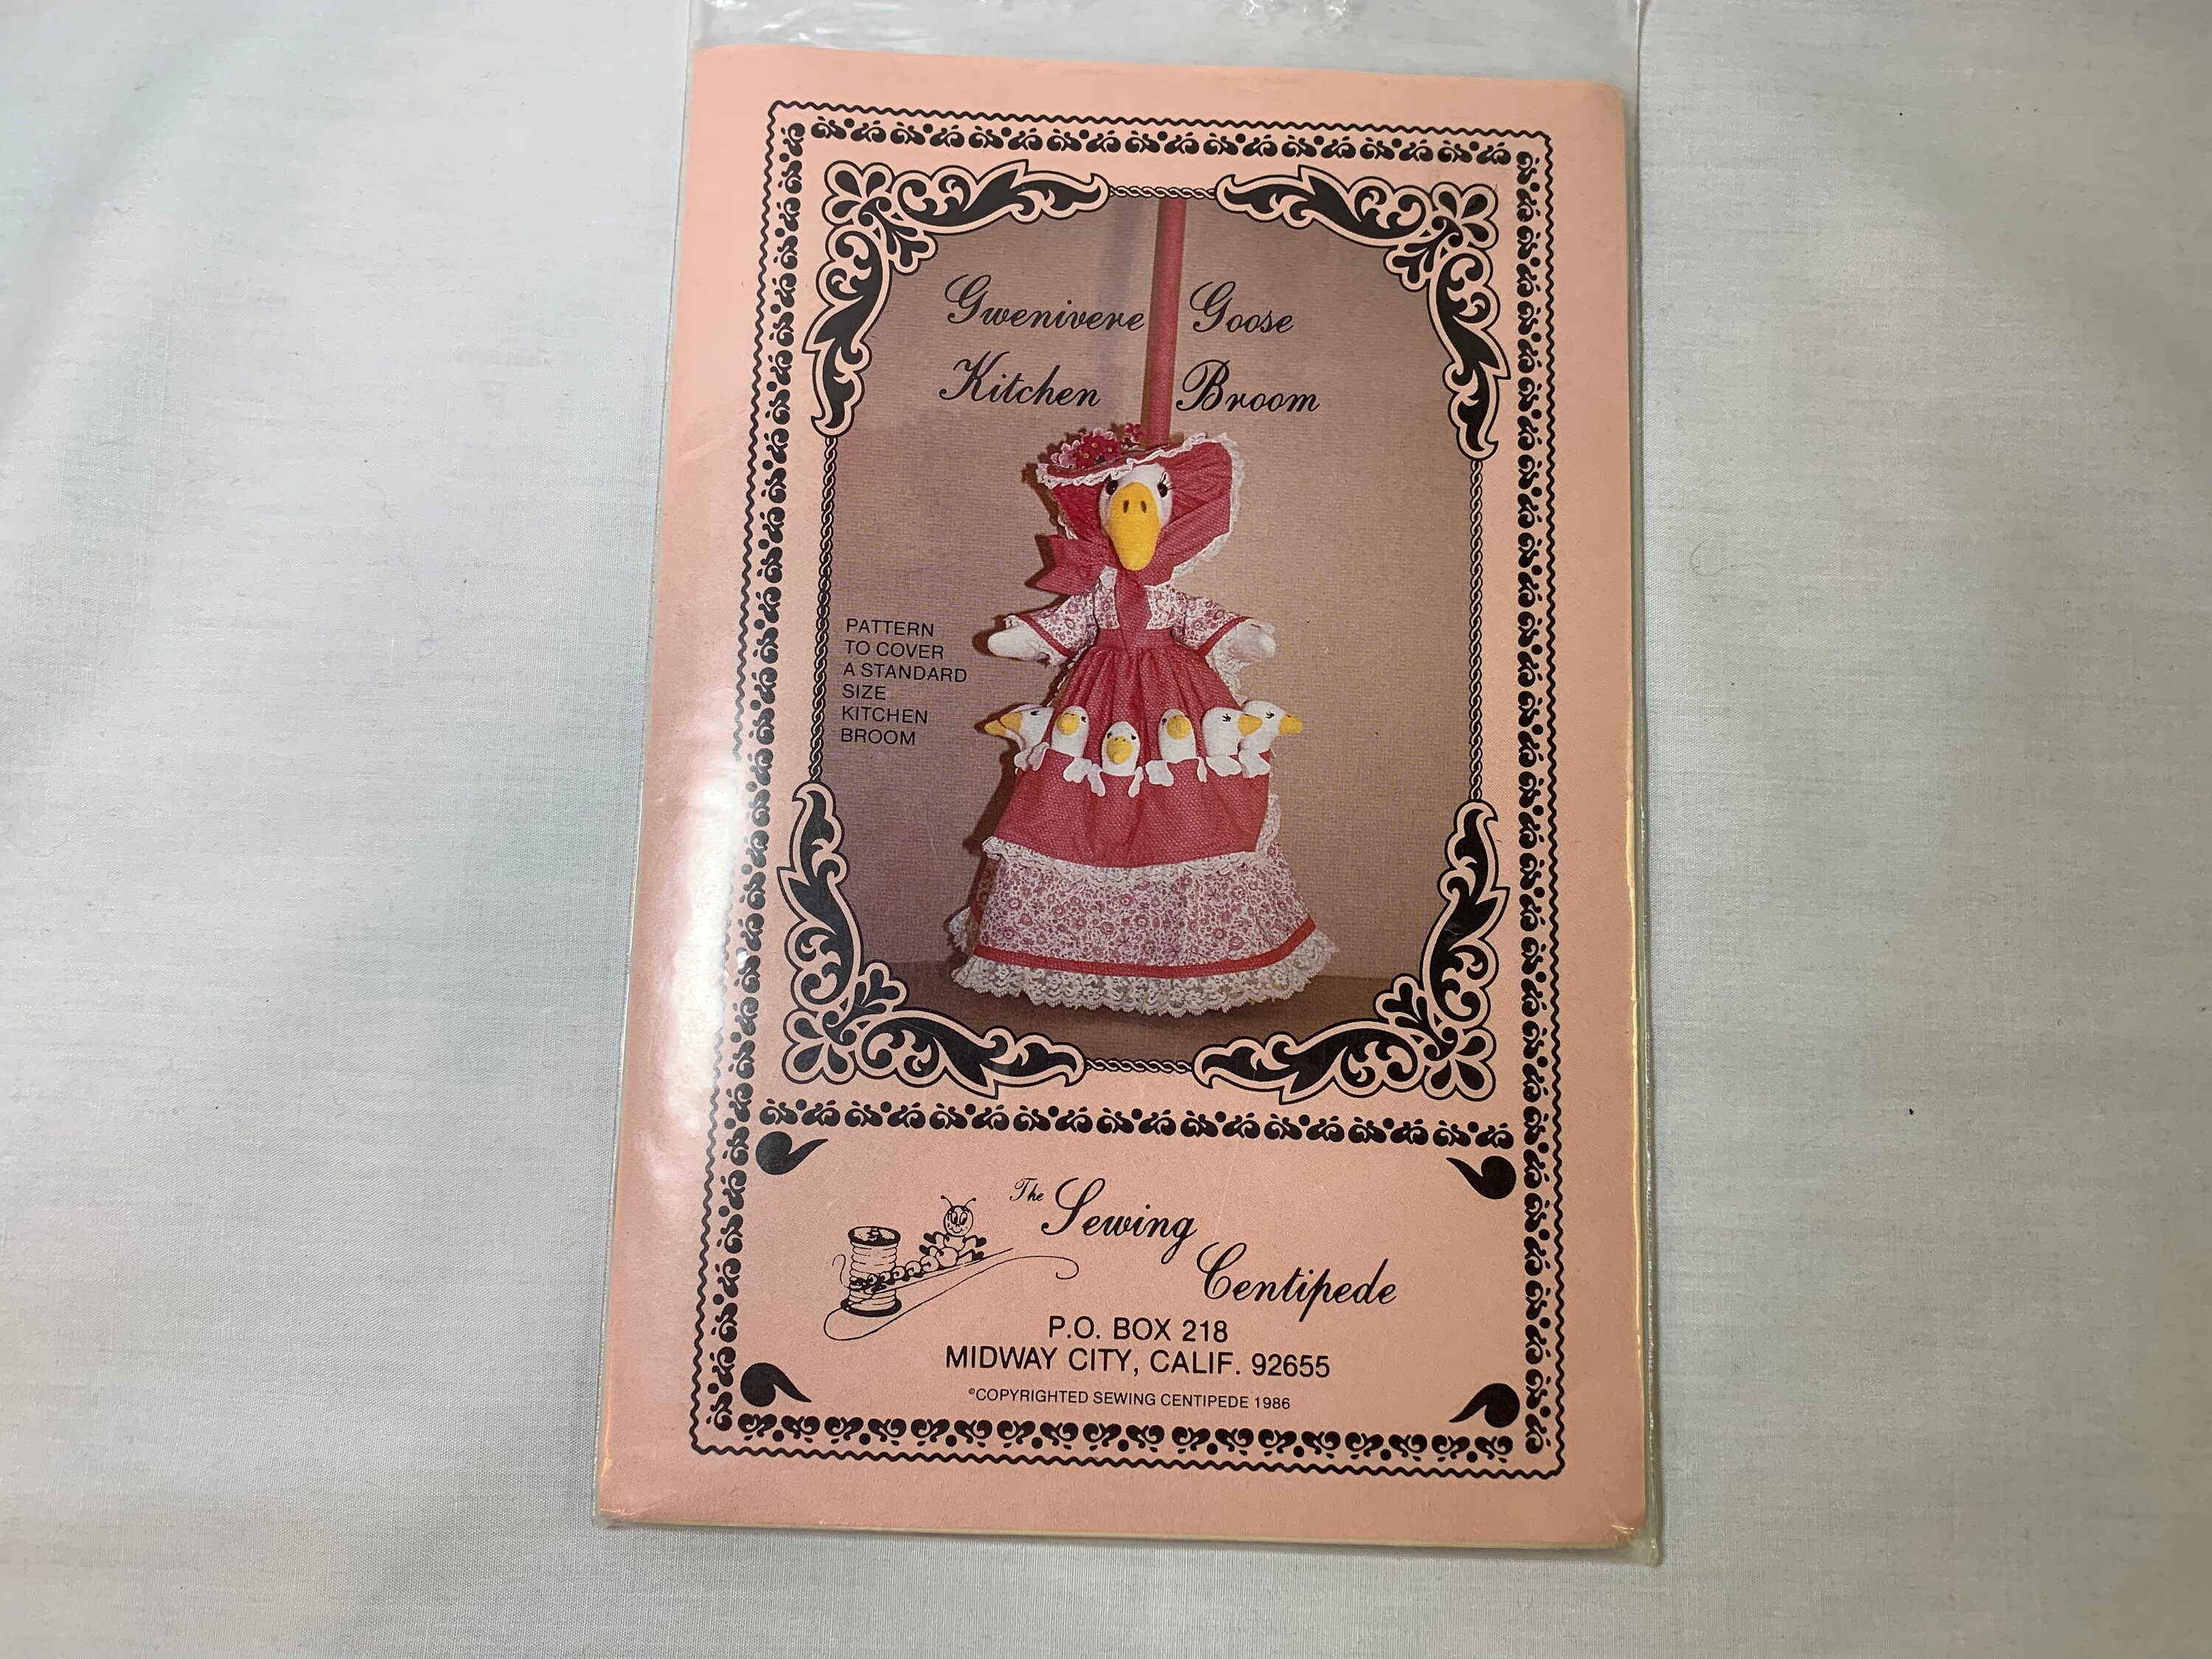 Gwenivere Goose
Kitchen Broom
PATTERN
TO COVER
A STANDARD
SIZE
KITCHEN
BROOM
The Sewing
Centipede
P.O. BOX 218
MIDWAY CITY, CALIF. 92655
©COPYRIGHTED SEWING CENTIPEDE 1986